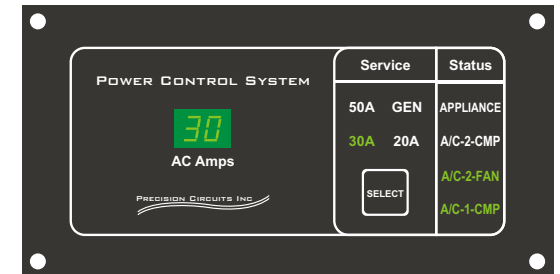 POWER CONTROL SYSTEM
30
AC Amps
PRECISION CIRCUITS INC
Service
50A GEN
30A 20A
SELECT
Status
APPLIANCE
A/C-2-CMP
A/C-2-FAN
A/C-1-CMP